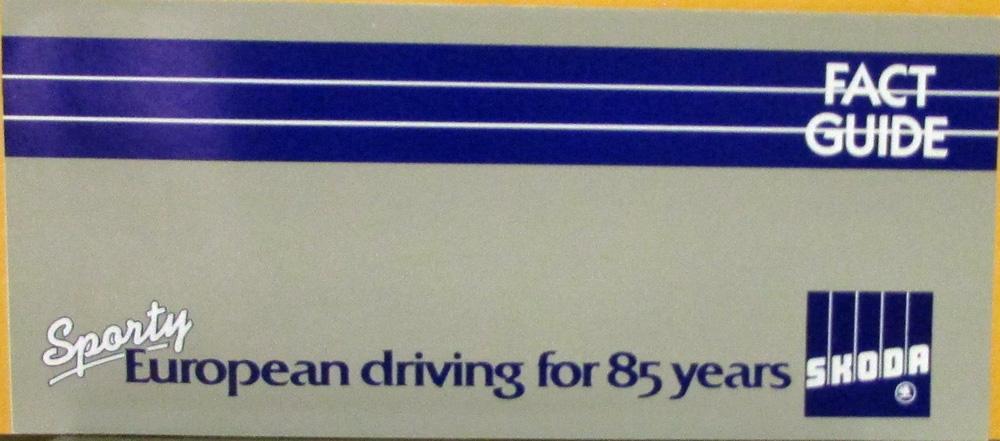 FACT
GUIDE
Sporty
European driving for 85 years
SKODA